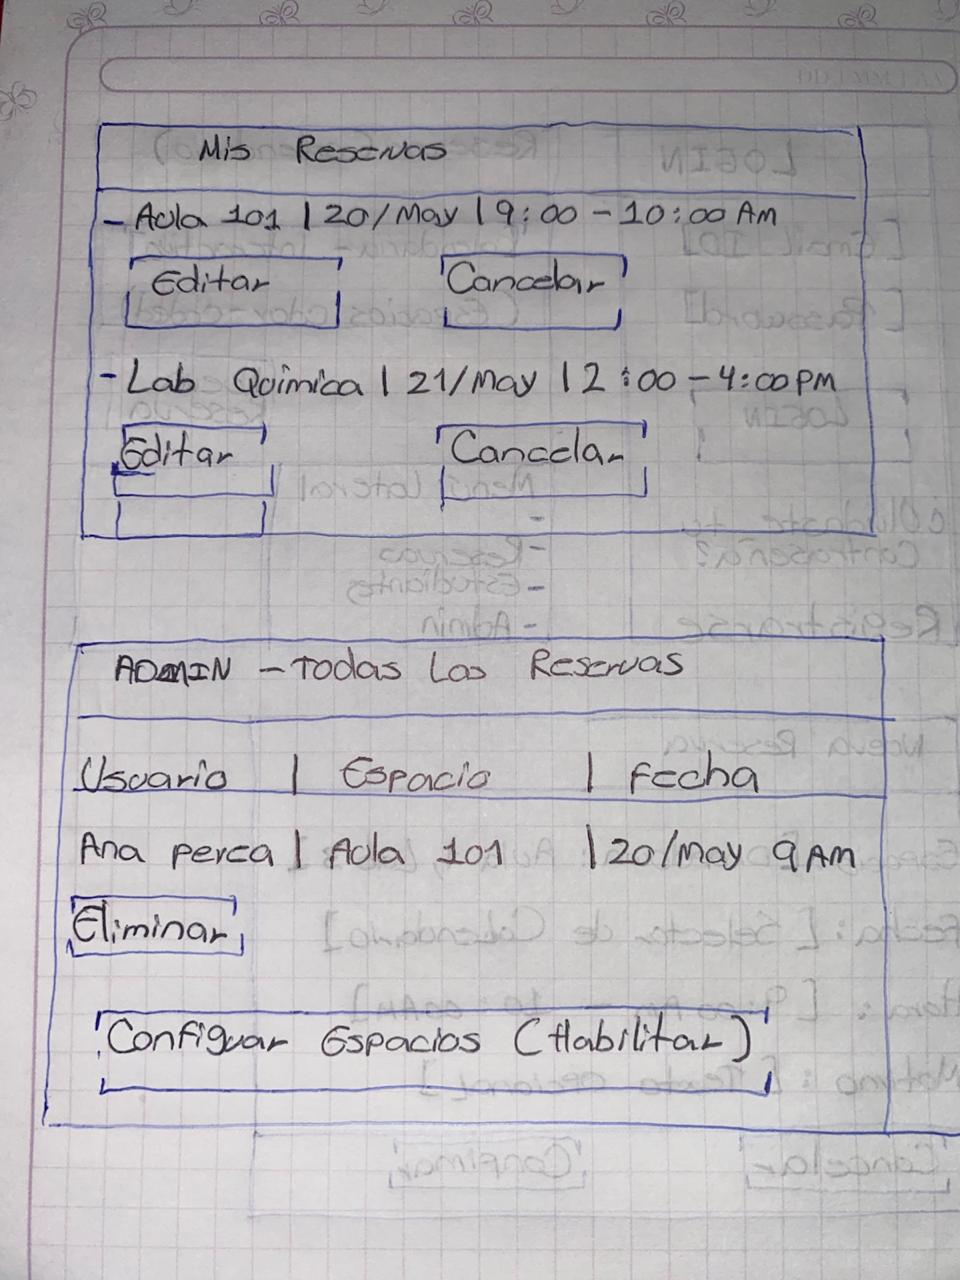 Mis Reservas
- Aula 101 | 20/May | 9:00 - 10:00 Am
Editar Cancelar
- Lab Química | 21/May | 2:00 - 4:00 PM
Editar Cancelar
ADMIN - Todas Las Reservas
Usuario | Espacio | Fecha
Ana perea | Aula 101 | 20/May 9 AM
Eliminar
Configuar Espacios (Habilitar)